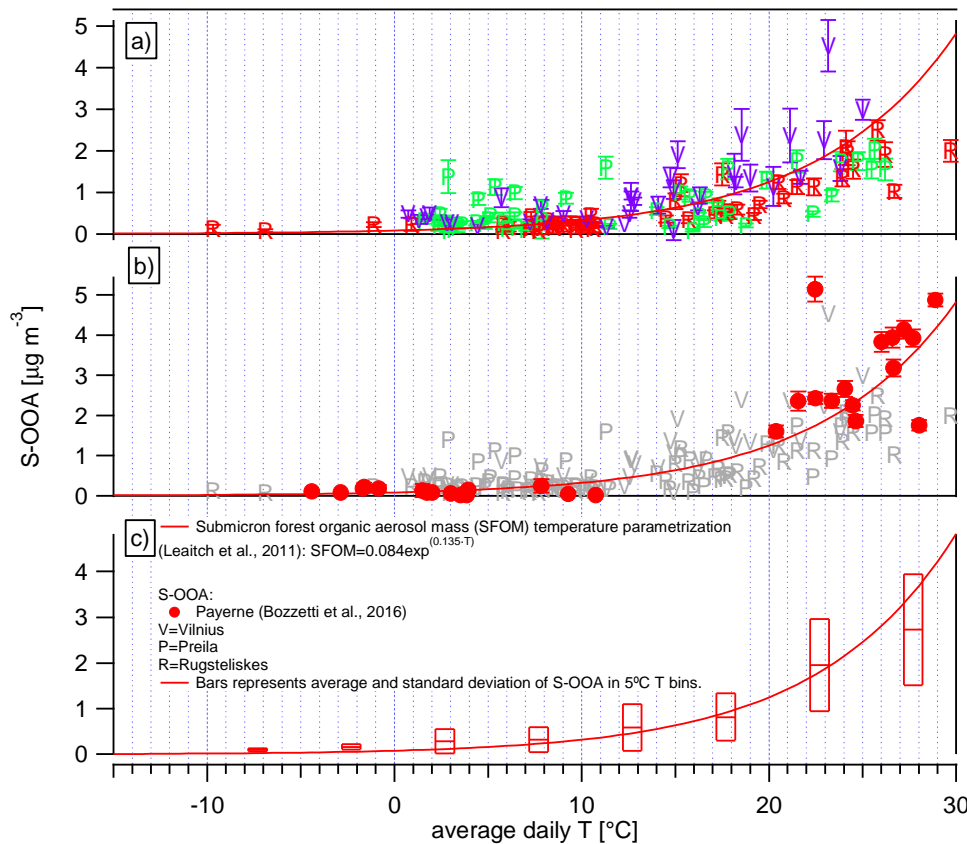 a)
5
4
3
2
1
0
b)
5
4
3
2
1
0
S-OOA [µg m-3]
Submicron forest organic aerosol mass (SFOM) temperature parametrization
(Leaitch et al., 2011): SFOM=0.084exp(0.135·T)
c)
4
3
2
1
0
S-OOA:
Payerne (Bozzetti et al., 2016)
V=Vilnius
P=Preila
R=Rugsteliskes
Bars represents average and standard deviation of S-OOA in 5ºC T bins.
-10 0 10 20 30
average daily T [°C]